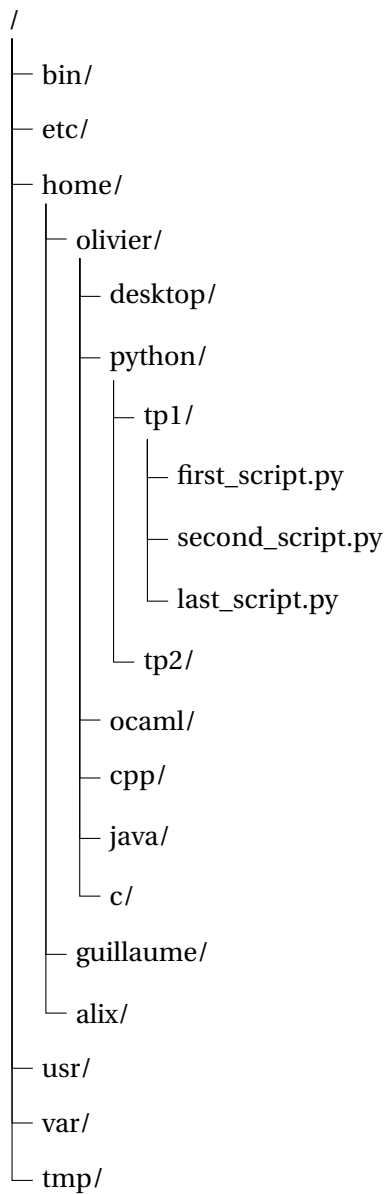 /
bin/
etc/
home/
olivier/
desktop/
python/
tp1/
first_script.py
second_script.py
last_script.py
tp2/
ocaml/
cpp/
java/
c/
guillaume/
alix/
usr/
var/
tmp/